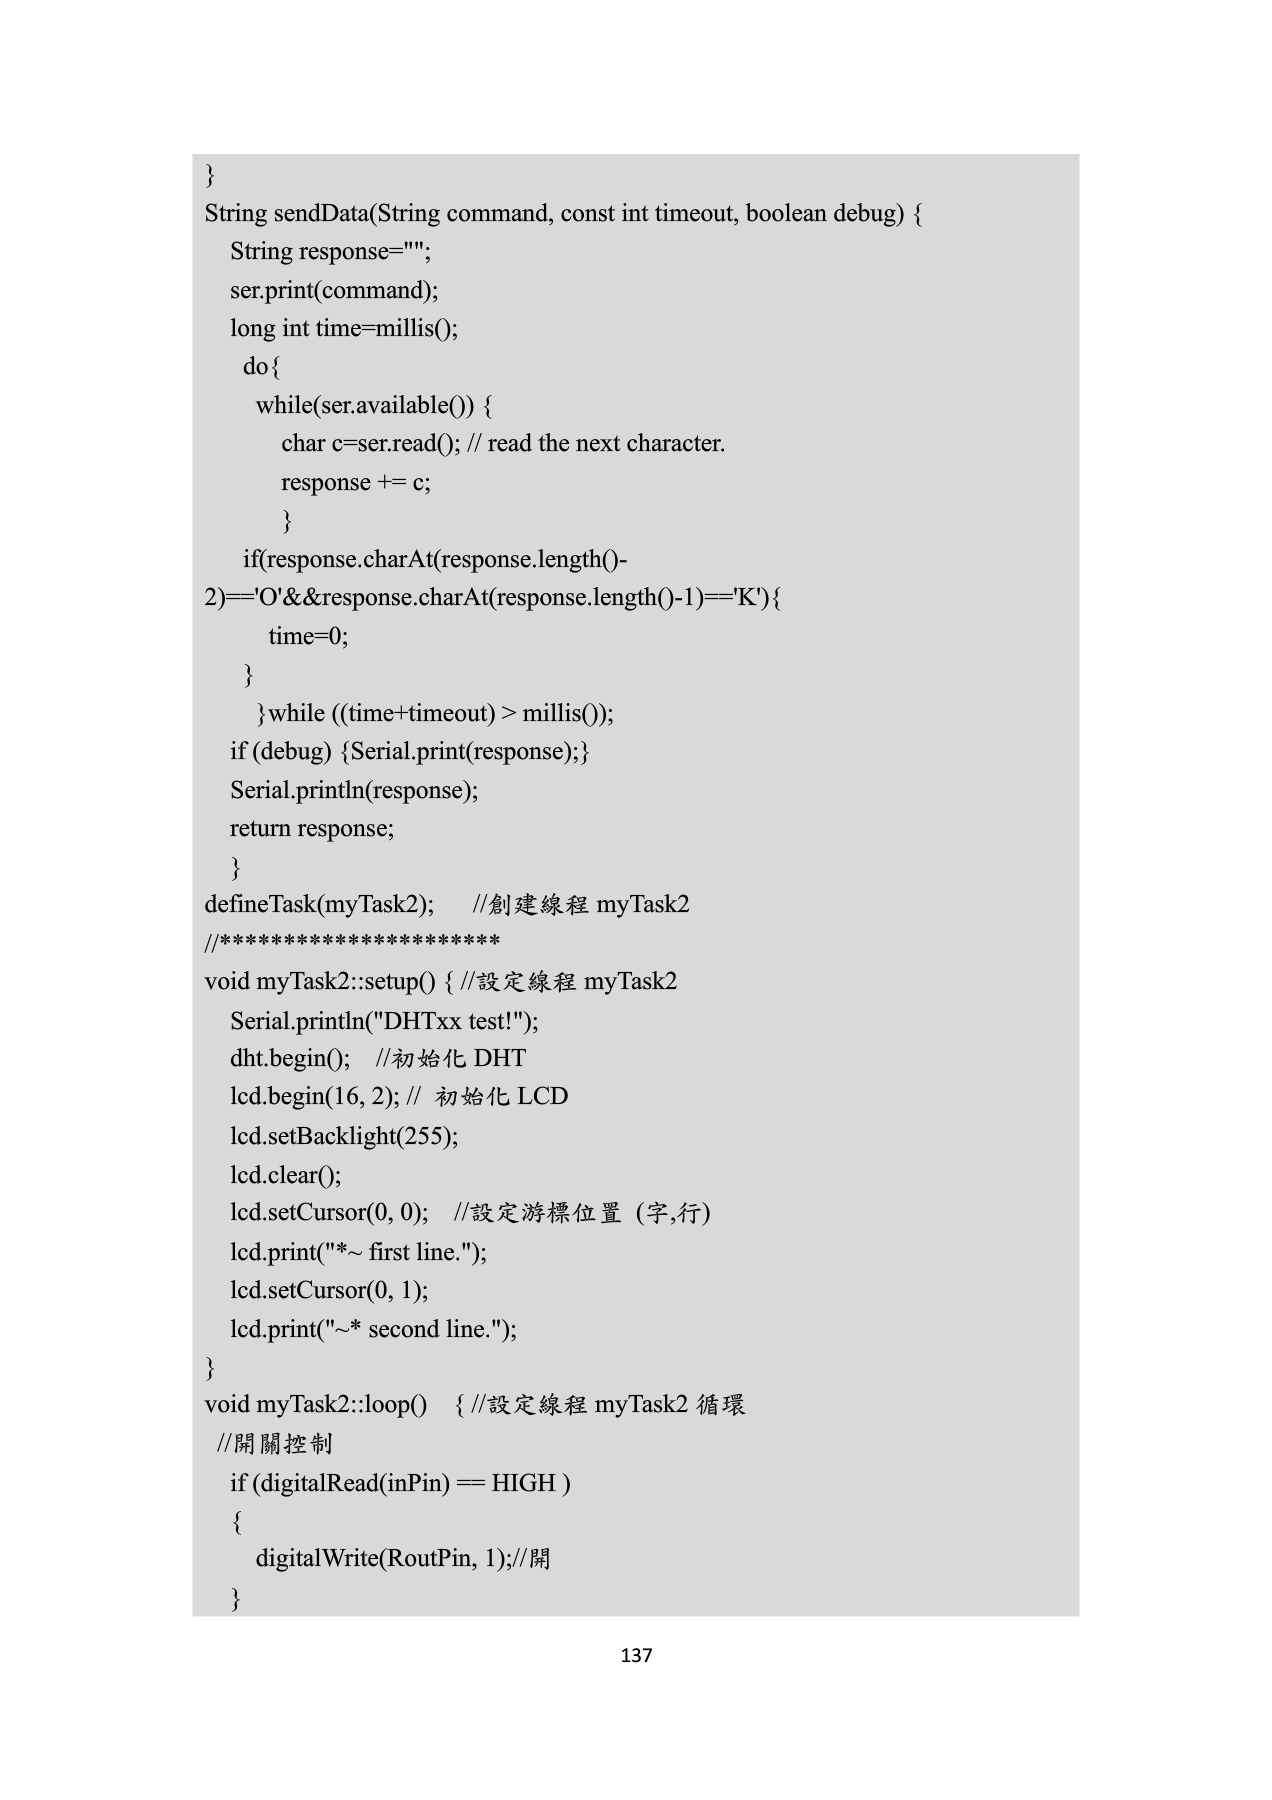 }
String sendData(String command, const int timeout, boolean debug) {
String response="";
ser.print(command);
long int time=millis();
do{
while(ser.available()) {
char c=ser.read(); // read the next character.
response += c;
}
if(response.charAt(response.length()-
2)=='O'&&response.charAt(response.length()-1)=='K'){
time=0;
}
}while ((time+timeout) > millis());
if (debug) {Serial.print(response);}
Serial.println(response);
return response;
}
defineTask(myTask2); //創建線程 myTask2
//**********************
void myTask2::setup() { //設定線程 myTask2
Serial.println("DHTxx test!");
dht.begin(); //初始化 DHT
lcd.begin(16, 2); // 初始化 LCD
lcd.setBacklight(255);
lcd.clear();
lcd.setCursor(0, 0); //設定游標位置 (字,行)
lcd.print("*~ first line.");
lcd.setCursor(0, 1);
lcd.print("~* second line.");
}
void myTask2::loop() { //設定線程 myTask2 循環
//開關控制
if (digitalRead(inPin) == HIGH )
{
digitalWrite(RoutPin, 1);//開
}
137